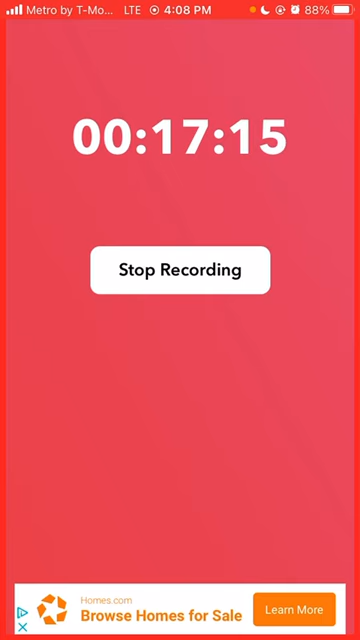 Metro by T-Mo... LTE 4:08 PM 88%
00:17:15
Stop Recording
Homes.com
Browse Homes for Sale
Learn More